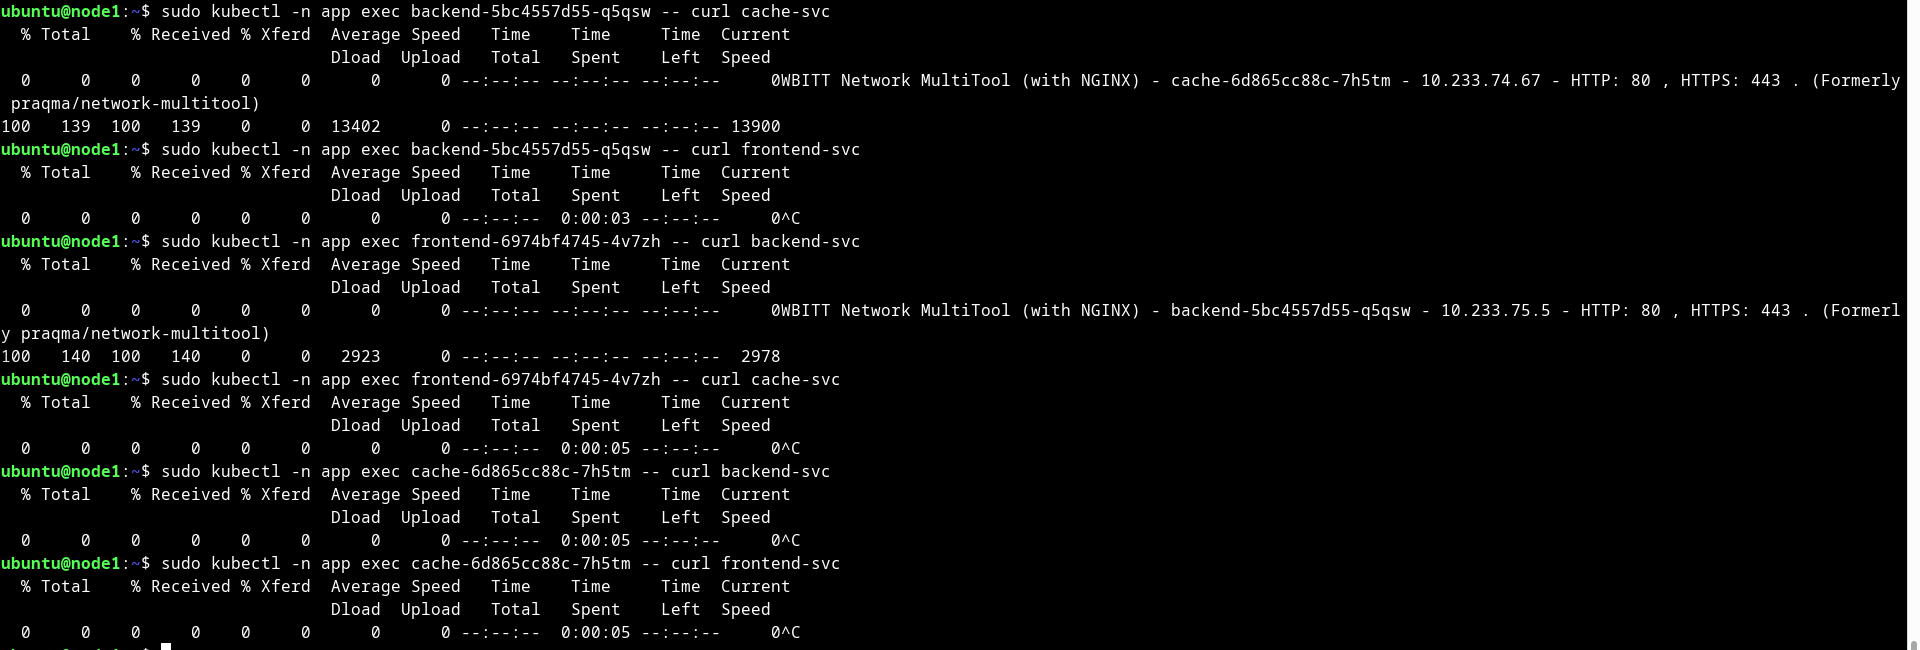 ubuntu@node1:~$ sudo kubectl -n app exec backend-5bc4557d55-q5qsw -- curl cache-svc
  % Total    % Received % Xferd  Average Speed   Time    Time     Time  Current
                                 Dload  Upload   Total   Spent    Left  Speed
  0     0    0     0    0     0      0      0 --:--:-- --:--:-- --:--:--     0WBITT Network MultiTool (with NGINX) - cache-6d865cc88c-7h5tm - 10.233.74.67 - HTTP: 80 , HTTPS: 443 . (Formerly
 praqma/network-multitool)
100   139  100   139    0     0  13402      0 --:--:-- --:--:-- --:--:-- 13900
ubuntu@node1:~$ sudo kubectl -n app exec backend-5bc4557d55-q5qsw -- curl frontend-svc
  % Total    % Received % Xferd  Average Speed   Time    Time     Time  Current
                                 Dload  Upload   Total   Spent    Left  Speed
  0     0    0     0    0     0      0      0 --:--:--  0:00:03 --:--:--     0^C
ubuntu@node1:~$ sudo kubectl -n app exec frontend-6974bf4745-4v7zh -- curl backend-svc
  % Total    % Received % Xferd  Average Speed   Time    Time     Time  Current
                                 Dload  Upload   Total   Spent    Left  Speed
  0     0    0     0    0     0      0      0 --:--:-- --:--:-- --:--:--     0WBITT Network MultiTool (with NGINX) - backend-5bc4557d55-q5qsw - 10.233.75.5 - HTTP: 80 , HTTPS: 443 . (Formerl
y praqma/network-multitool)
100   140  100   140    0     0   2923      0 --:--:-- --:--:-- --:--:--  2978
ubuntu@node1:~$ sudo kubectl -n app exec frontend-6974bf4745-4v7zh -- curl cache-svc
  % Total    % Received % Xferd  Average Speed   Time    Time     Time  Current
                                 Dload  Upload   Total   Spent    Left  Speed
  0     0    0     0    0     0      0      0 --:--:--  0:00:05 --:--:--     0^C
ubuntu@node1:~$ sudo kubectl -n app exec cache-6d865cc88c-7h5tm -- curl backend-svc
  % Total    % Received % Xferd  Average Speed   Time    Time     Time  Current
                                 Dload  Upload   Total   Spent    Left  Speed
  0     0    0     0    0     0      0      0 --:--:--  0:00:05 --:--:--     0^C
ubuntu@node1:~$ sudo kubectl -n app exec cache-6d865cc88c-7h5tm -- curl frontend-svc
  % Total    % Received % Xferd  Average Speed   Time    Time     Time  Current
                                 Dload  Upload   Total   Spent    Left  Speed
  0     0    0     0    0     0      0      0 --:--:--  0:00:05 --:--:--     0^C